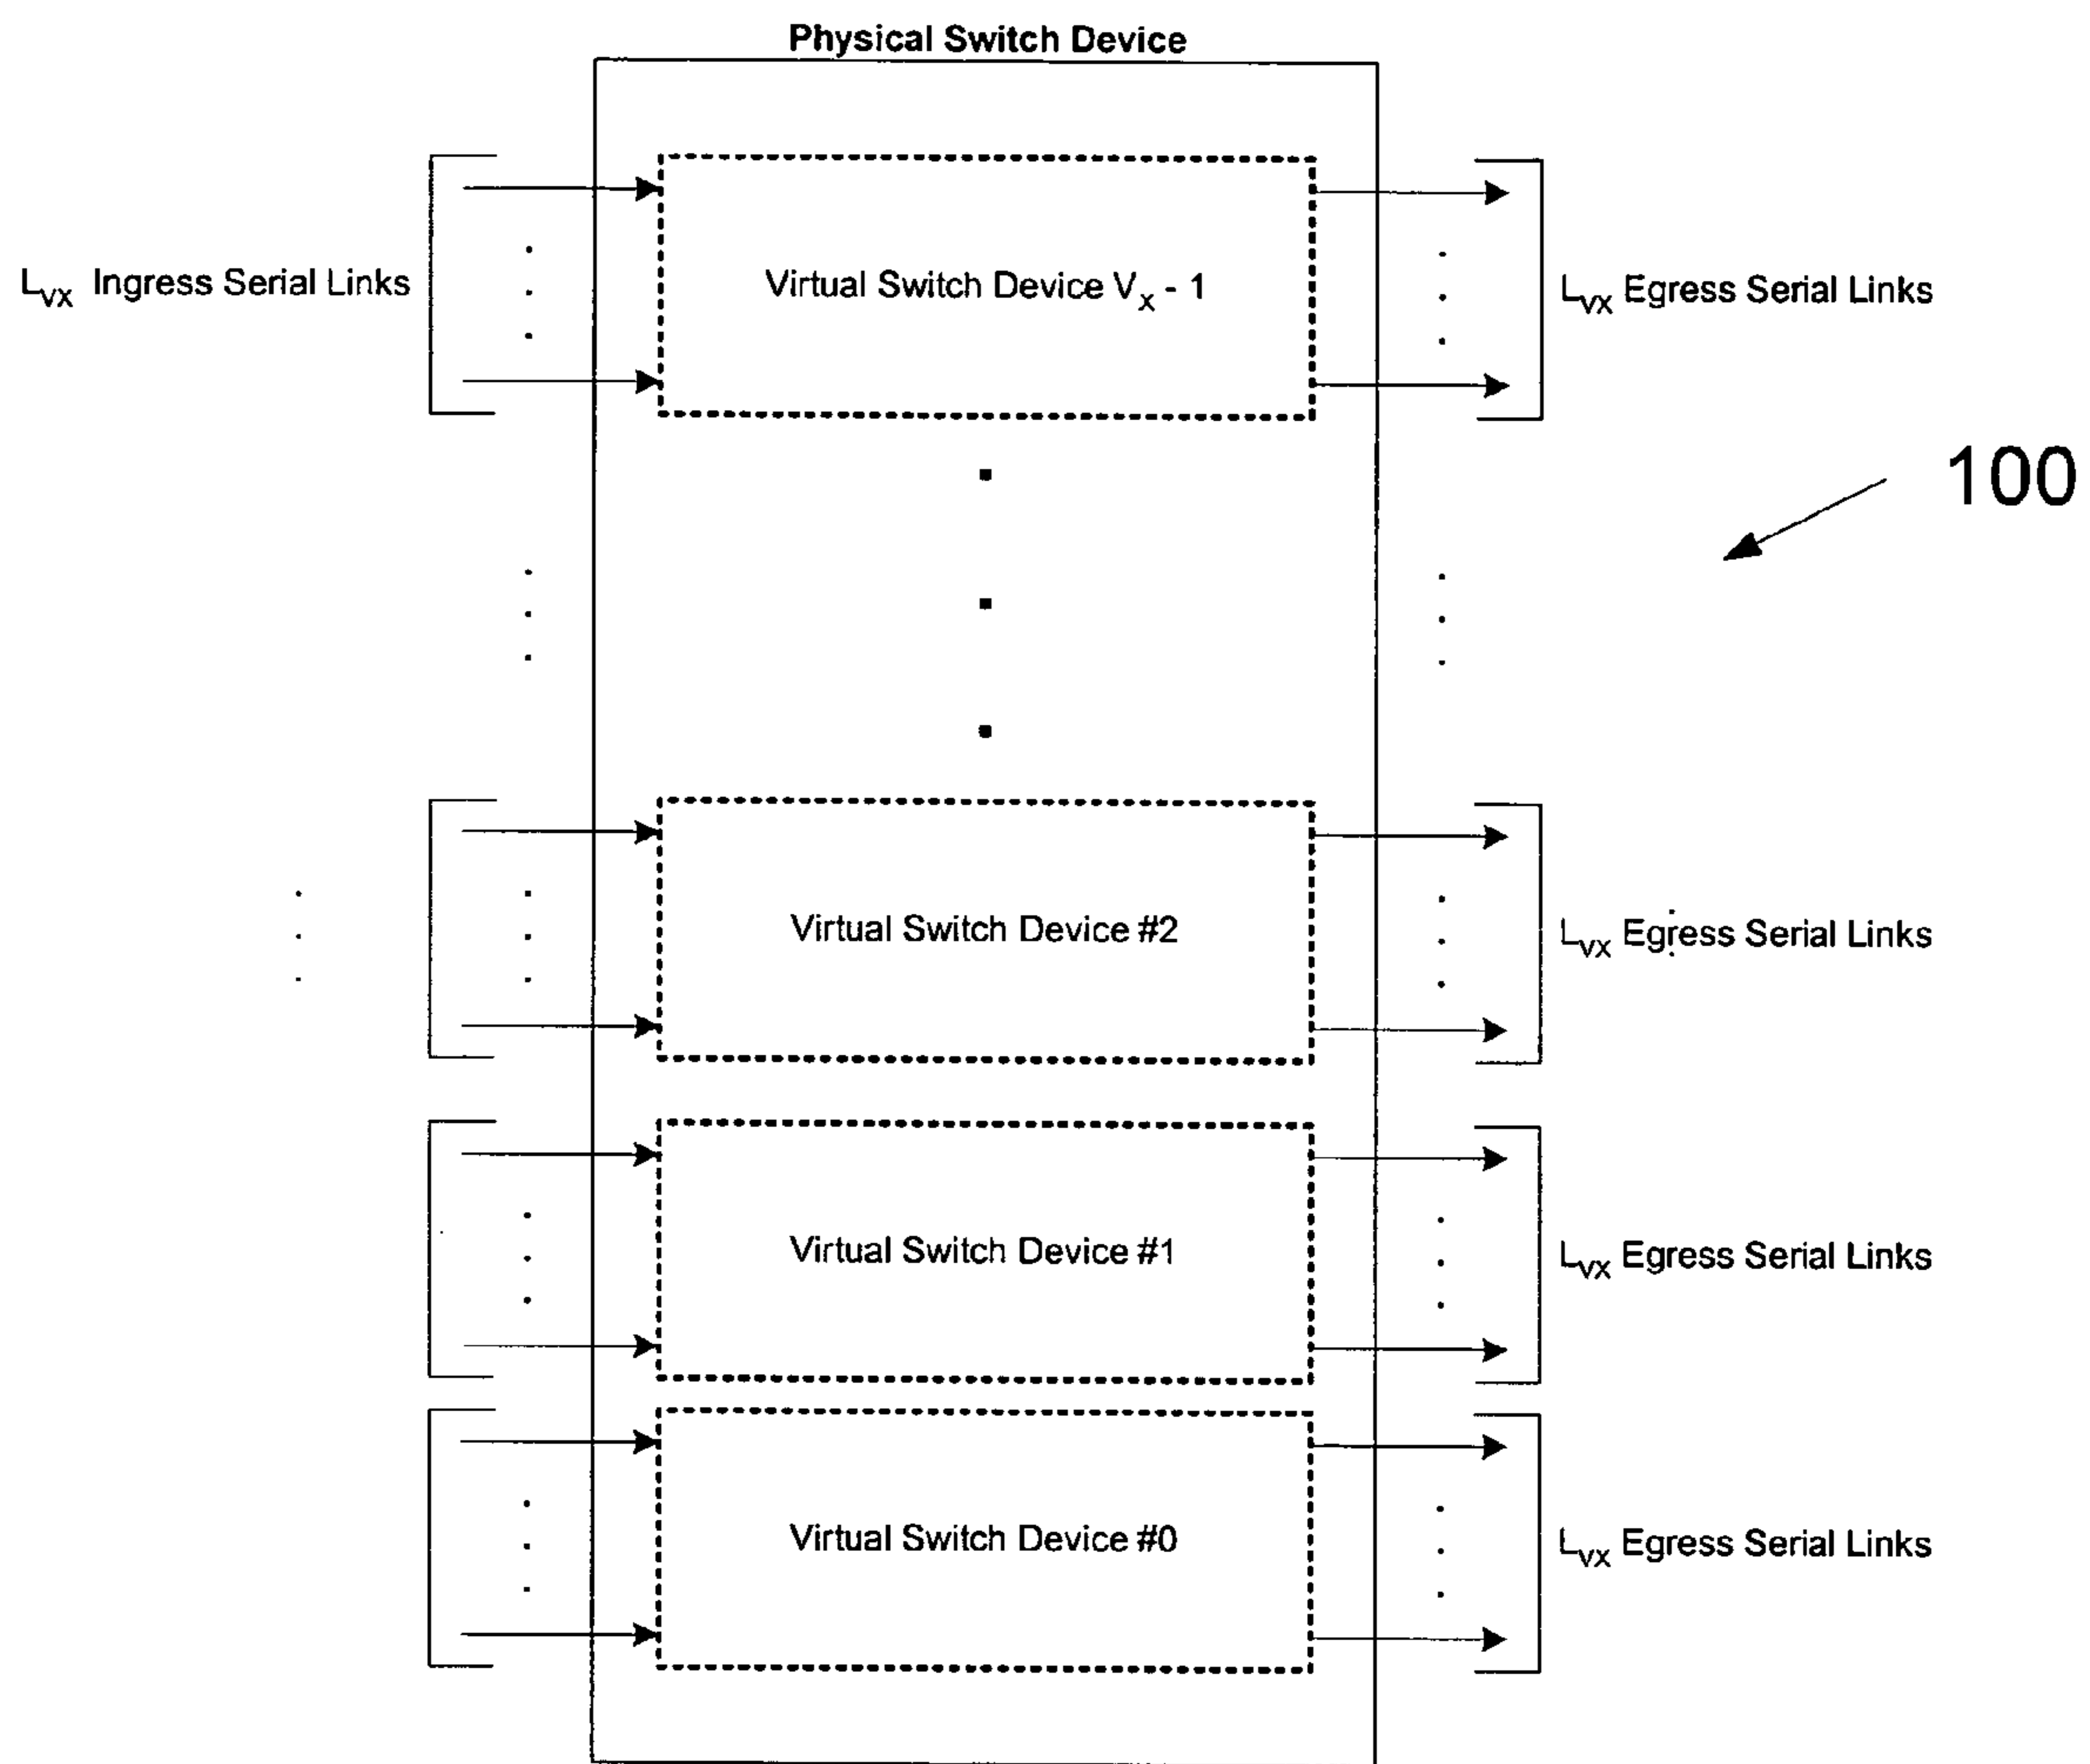 Physical Switch Device
L_VX Ingress Serial Links
Virtual Switch Device V_x - 1
L_VX Egress Serial Links
100
Virtual Switch Device #2
L_VX Egress Serial Links
Virtual Switch Device #1
L_VX Egress Serial Links
Virtual Switch Device #0
L_VX Egress Serial Links